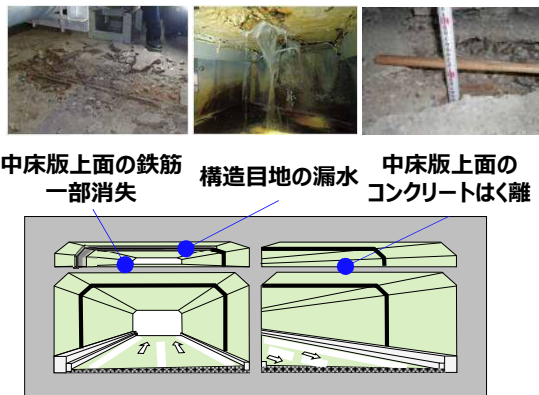 中床版上面の鉄筋
一部消失
構造目地の漏水
中床版上面の
コンクリートはく離